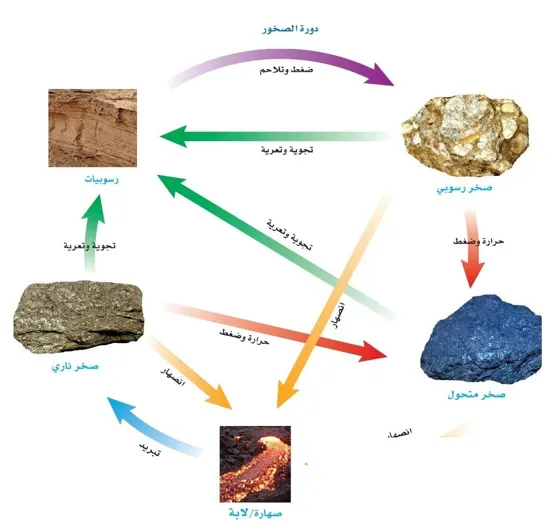 دورة الصخور
ضغط وتلاحم
تجوية وتعرية
رسوبيات
صخر رسوبي
تجوية وتعرية
تجوية وتعرية
حرارة وضغط
انصهار
حرارة وضغط
صخر ناري
انصهار
صخر متحول
تبريد
صهارة/لابة